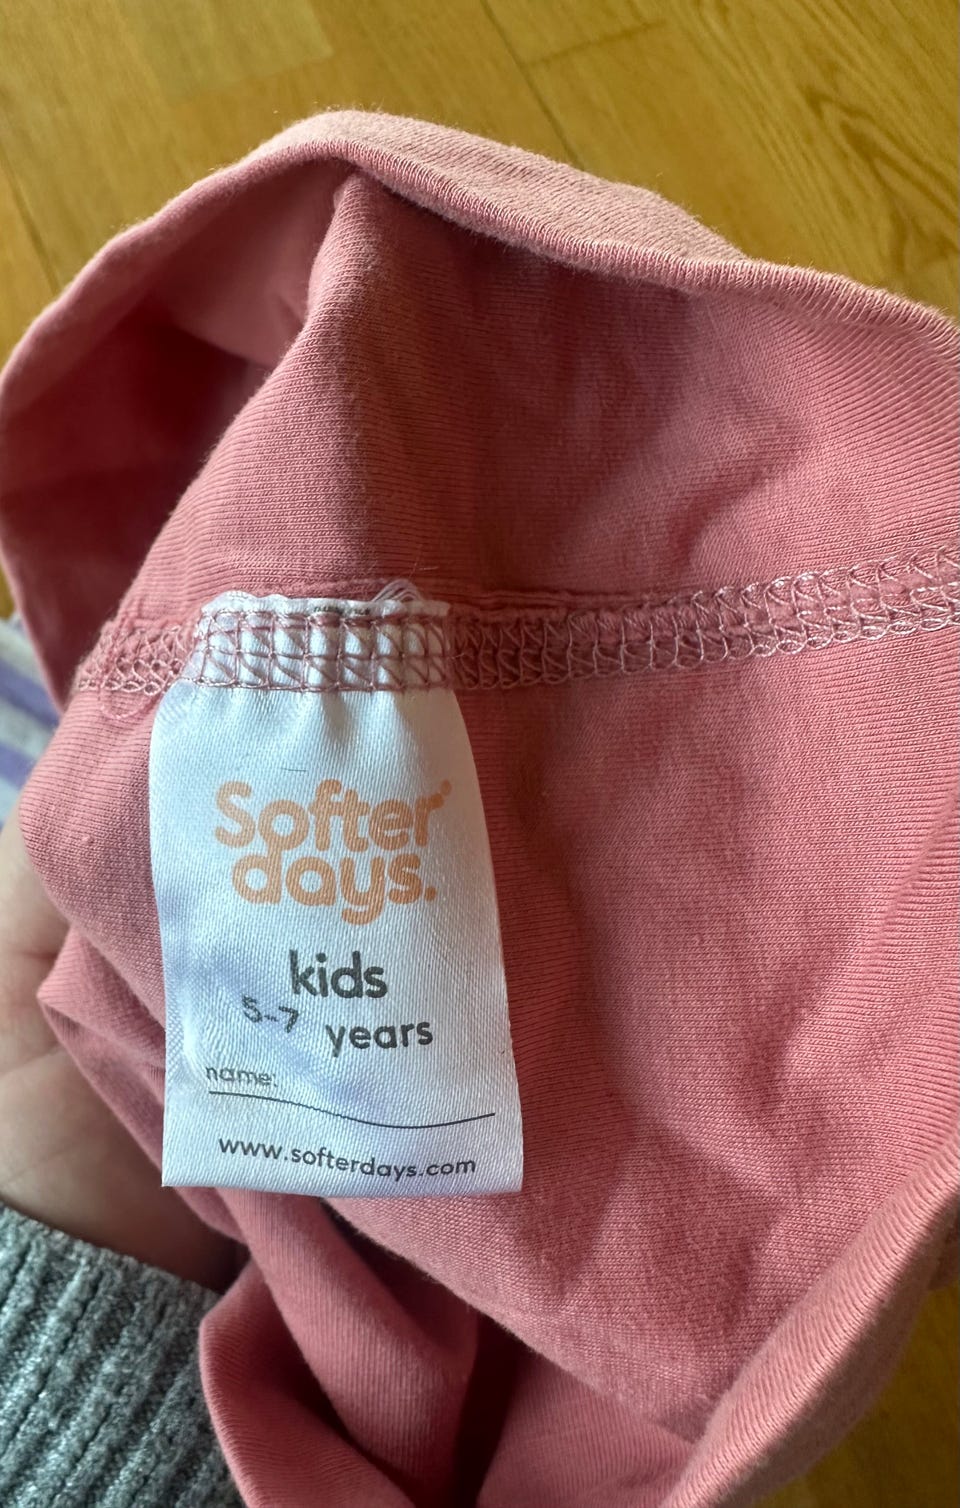 Softer
days.
kids
5-7 years
name:
www.softerdays.com